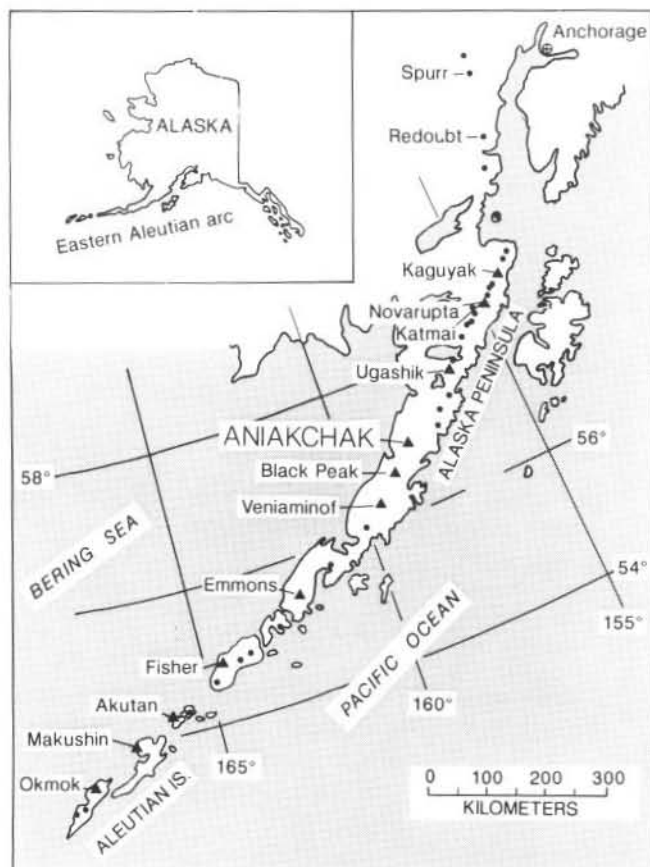 Anchorage
Spurr
ALASKA
Redoubt
Eastern Aleutian arc
Kaguyak
Novarupta
Katmai
Ugashik
ALASKA PENINSULA
ANIAKCHAK
56°
58°
Black Peak
Veniaminof
BERING SEA
54°
Emmons
155°
PACIFIC OCEAN
Fisher
160°
Akutan
Makushin
165°
Okmok
ALEUTIAN IS.
0 100 200 300
KILOMETERS